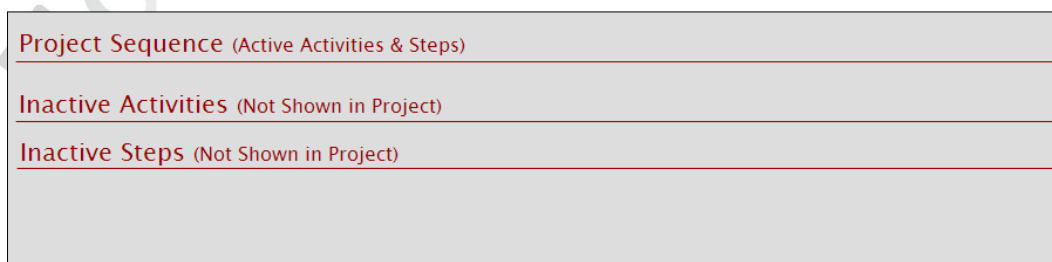 Project Sequence (Active Activities & Steps)
Inactive Activities (Not Shown in Project)
Inactive Steps (Not Shown in Project)